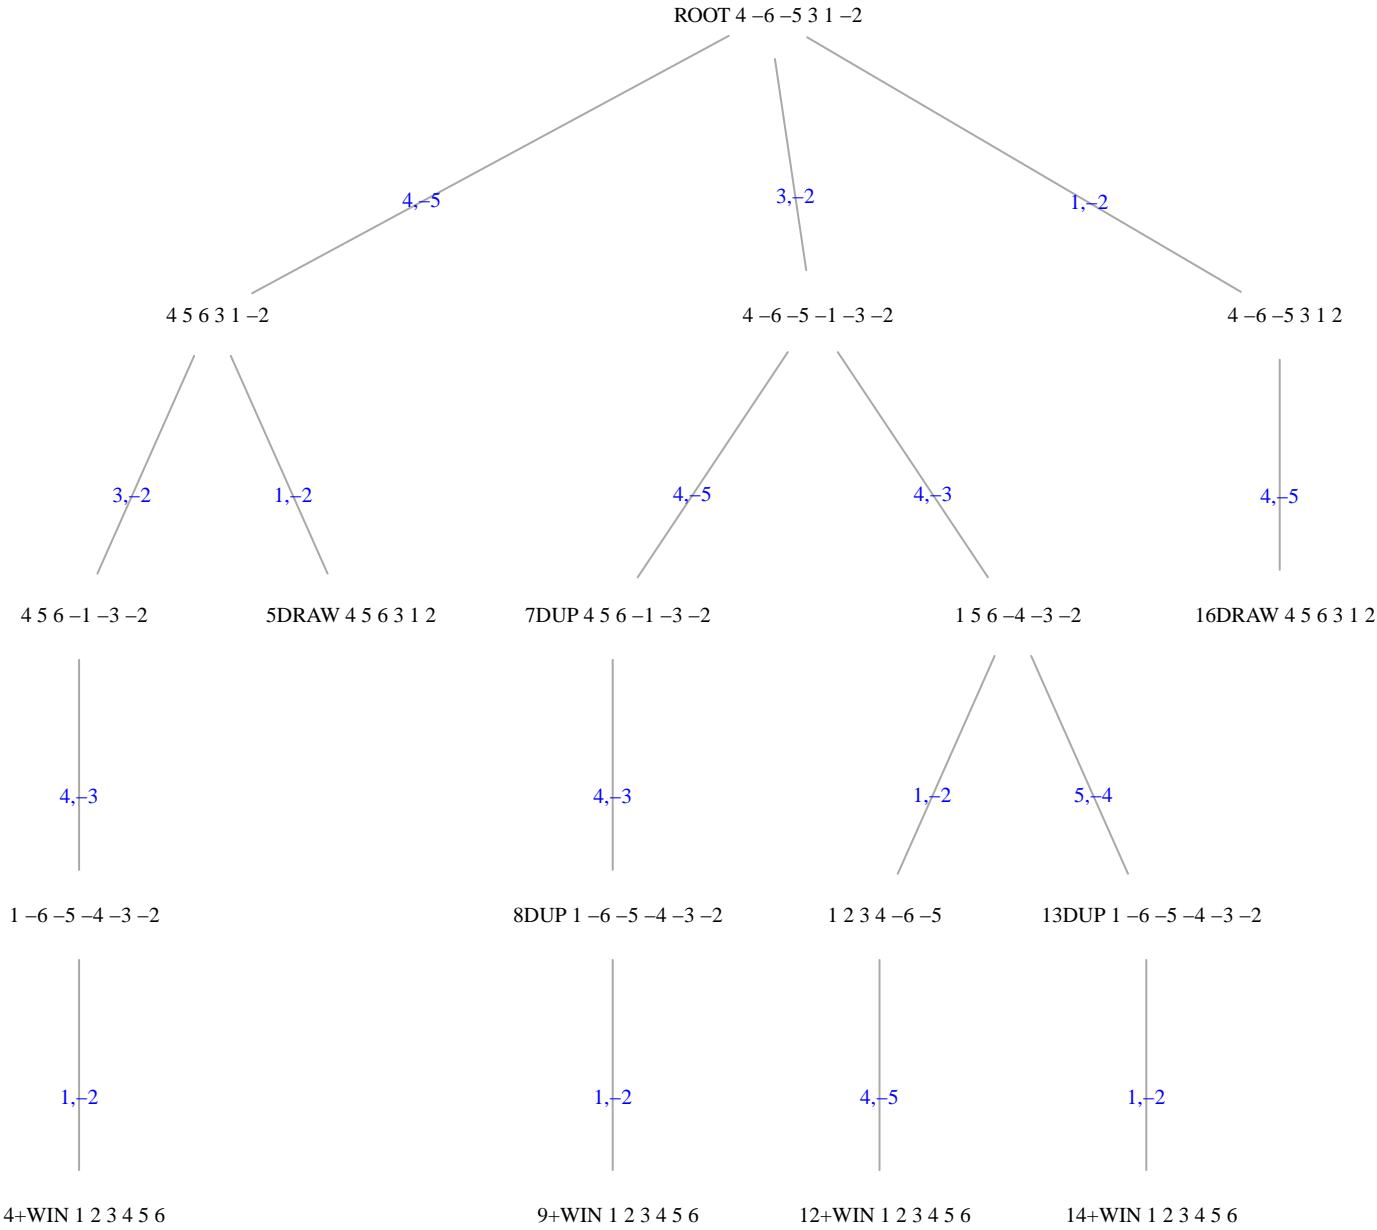 ROOT 4 –6 –5 3 1 –2
4,–5
3,–2
1,–2
4 5 6 3 1 –2
4 –6 –5 –1 –3 –2
4 –6 –5 3 1 2
3,–2
1,–2
4,–5
4,–3
4,–5
4 5 6 –1 –3 –2
5DRAW 4 5 6 3 1 2
7DUP 4 5 6 –1 –3 –2
1 5 6 –4 –3 –2
16DRAW 4 5 6 3 1 2
4,–3
4,–3
1,–2
5,–4
1 –6 –5 –4 –3 –2
8DUP 1 –6 –5 –4 –3 –2
1 2 3 4 –6 –5
13DUP 1 –6 –5 –4 –3 –2
1,–2
1,–2
4,–5
1,–2
4+WIN 1 2 3 4 5 6
9+WIN 1 2 3 4 5 6
12+WIN 1 2 3 4 5 6
14+WIN 1 2 3 4 5 6